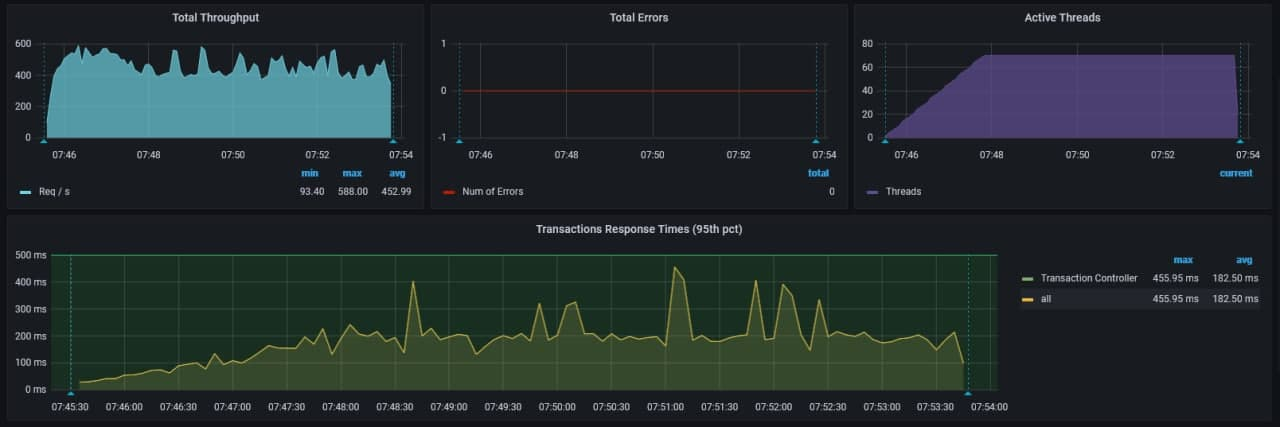 Total Throughput
600
400
200
0
07:46 07:48 07:50 07:52 07:54
min max avg
Req / s 93.40 588.00 452.99
Total Errors
1
0
-1
07:46 07:48 07:50 07:52 07:54
total
Num of Errors 0
Active Threads
80
60
40
20
0
07:46 07:48 07:50 07:52 07:54
current
Threads
Transactions Response Times (95th pct)
500 ms
400 ms
300 ms
200 ms
100 ms
0 ms
07:45:30 07:46:00 07:46:30 07:47:00 07:47:30 07:48:00 07:48:30 07:49:00 07:49:30 07:50:00 07:50:30 07:51:00 07:51:30 07:52:00 07:52:30 07:53:00 07:53:30 07:54:00
max avg
Transaction Controller 455.95 ms 182.50 ms
all 455.95 ms 182.50 ms